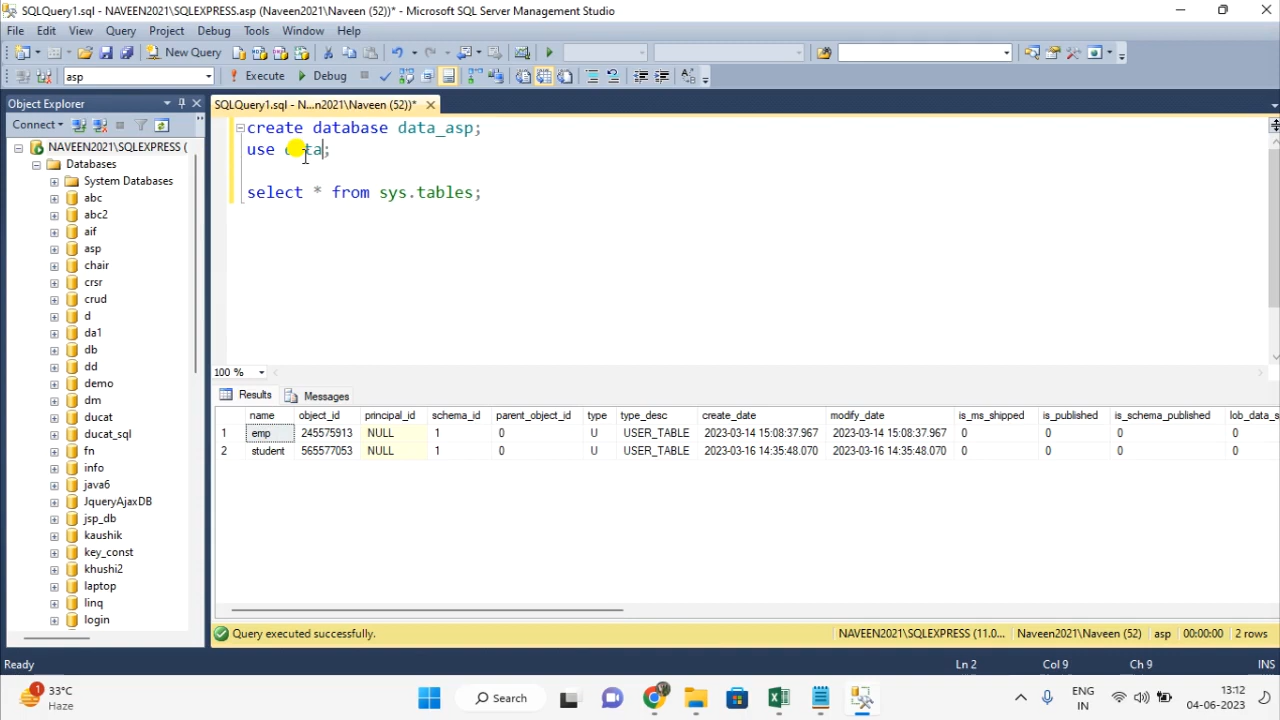 SQLQuery1.sql - NAVEEN2021\SQLEXPRESS.asp (Naveen2021\Naveen (52))* - Microsoft SQL Server Management Studio
File Edit View Query Project Debug Tools Window Help
New Query
asp Execute Debug
Object Explorer
SQLQuery1.sql - N...n2021\Naveen (52))*
Connect
NAVEEN2021\SQLEXPRESS (
Databases
System Databases
abc
abc2
aif
asp
chair
crsr
crud
d
da1
db
dd
demo
dm
ducat
ducat_sql
fn
info
java6
JqueryAjaxDB
jsp_db
kaushik
key_const
khushi2
laptop
linq
login
create database data_asp;
use data;
select * from sys.tables;
100 %
Results Messages
name object_id principal_id schema_id parent_object_id type type_desc create_date modify_date is_ms_shipped is_published is_schema_published lob_data_s
1 emp 245575913 NULL 1 0 U USER_TABLE 2023-03-14 15:08:37.967 2023-03-14 15:08:37.967 0 0 0 0
2 student 565577053 NULL 1 0 U USER_TABLE 2023-03-16 14:35:48.070 2023-03-16 14:35:48.070 0 0 0 0
Query executed successfully. NAVEEN2021\SQLEXPRESS (11.0... Naveen2021\Naveen (52) asp 00:00:00 2 rows
Ready Ln 2 Col 9 Ch 9 INS
1 33°C
Haze
Search
ENG
IN
13:12
04-06-2023